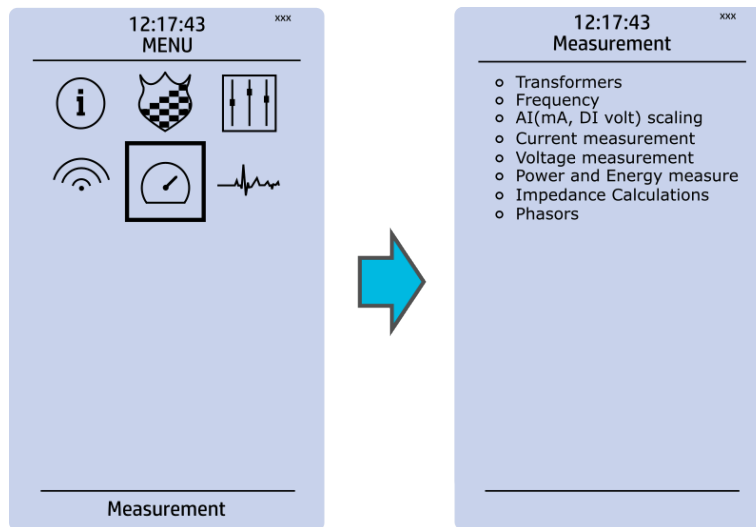 12:17:43
xxx
MENU
i
Measurement
12:17:43
xxx
Measurement
Transformers
Frequency
AI(mA, DI volt) scaling
Current measurement
Voltage measurement
Power and Energy measure
Impedance Calculations
Phasors